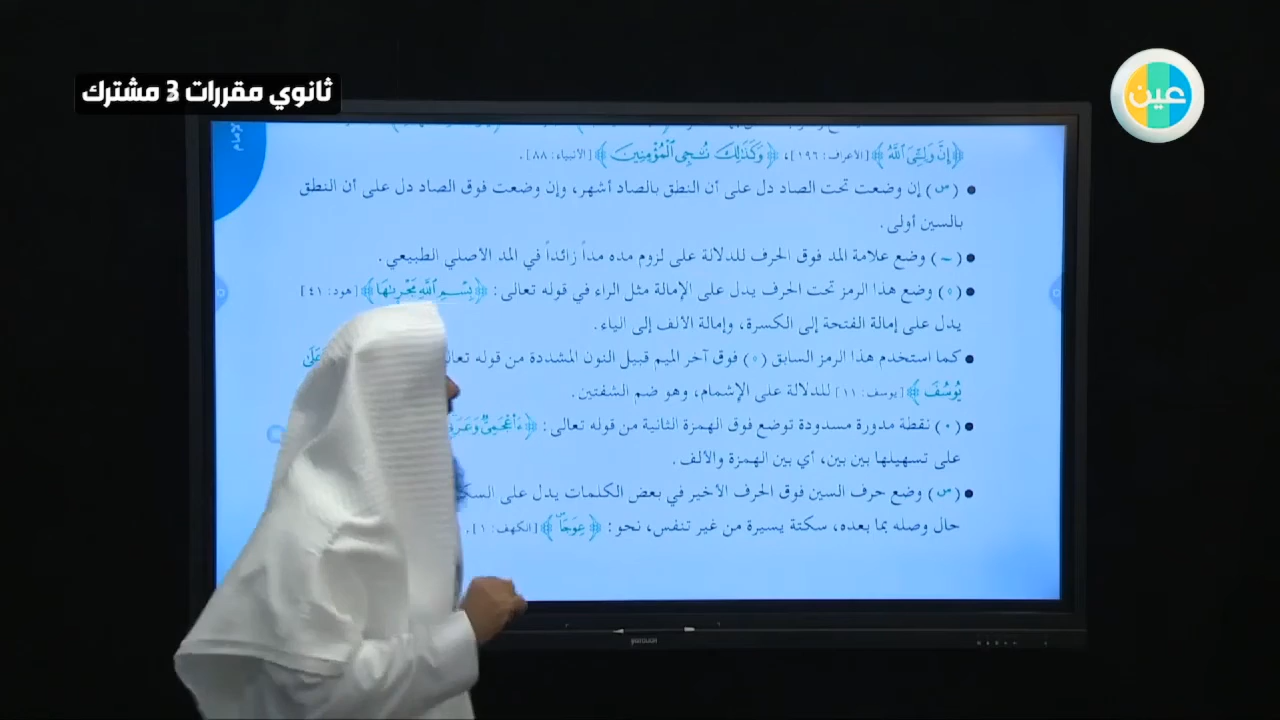 ثانوي مقررات 3 مشترك
عين
﴿إِنَّ وَلِـِّۧيَ ٱللَّهُ﴾ [الأعراف: ١٩٦]، ﴿وَكَذَٰلِكَ نُـۨجِي ٱلْمُؤْمِنِينَ﴾ [الأنبياء: ٨٨].
• (س) إن وضعت تحت الصاد دل على أن النطق بالصاد أشهر، وإن وضعت فوق الصاد دل على أن النطق
بالسين أولى.
• (~) وضع علامة المد فوق الحرف للدلالة على لزوم مده مداً زائداً في المد الأصلي الطبيعي.
• (٥) وضع هذا الرمز تحت الحرف يدل على الإمالة مثل الراء في قوله تعالى: ﴿بِسْمِ ٱللَّهِ مَجْر۪ىٰهَا﴾ [هود: ٤١]
يدل على إمالة الفتحة إلى الكسرة، وإمالة الألف إلى الياء.
• كما استخدم هذا الرمز السابق (٥) فوق آخر الميم قبيل النون المشددة من قوله عَلَىٰ
يُوسُفَ﴾ [يوسف: ١١] للدلالة على الإشمام، وهو ضم الشفتين.
• (٠) نقطة مدورة مسدودة توضع فوق الهمزة الثانية من قوله تعالى: ﴿ءَا۬عْجَمِىٌّ
على تسهيلها بين بين، أي بين الهمزة والألف.
• (س) وضع حرف السين فوق الحرف الأخير في بعض الكلمات يدل على
حال وصله بما بعده، سكتة يسيرة من غير تنفس، نحو: ﴿عِوَجَاۜ﴾ [الكهف: ١].